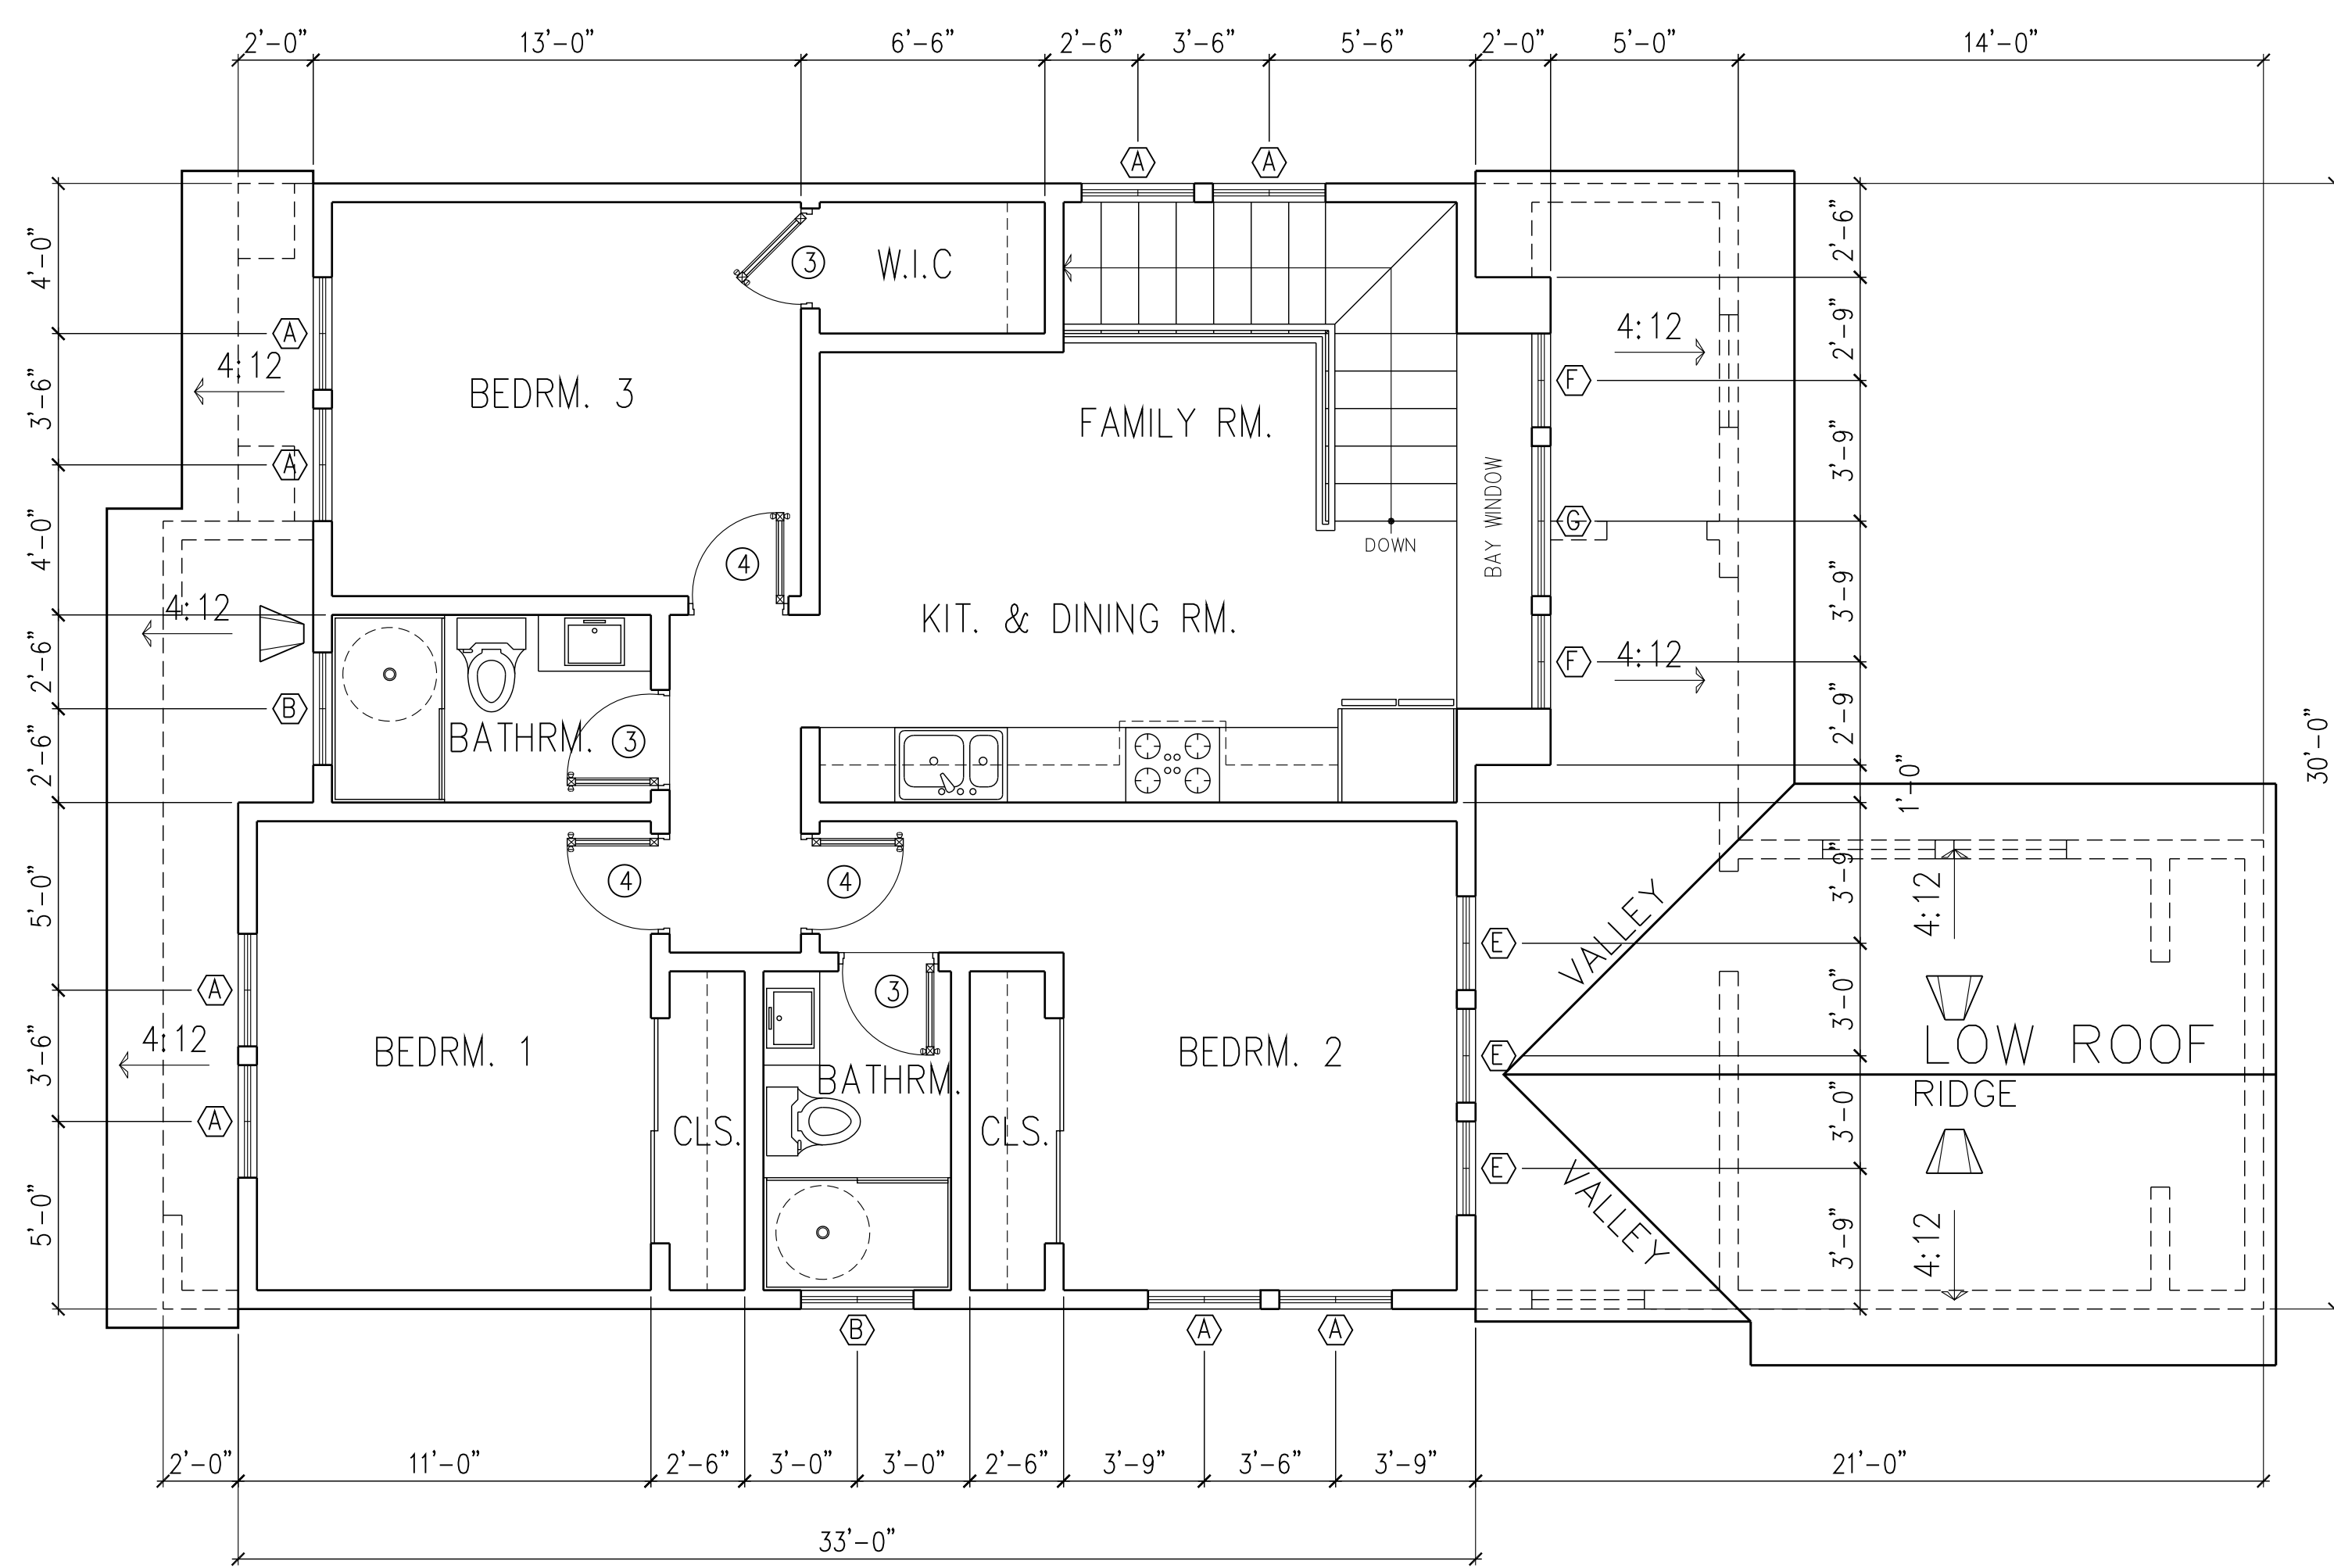 2'-0" 13'-0" 6'-6" 2'-6" 3'-6" 5'-6" 2'-0" 5'-0" 14'-0"
A A
4'-0"
3'-6"
4'-0"
2'-6"
2'-6"
5'-0"
3'-6"
5'-0"
A
4:12
A
4:12
B
A
4:12
A
BEDRM. 3
3
W.I.C
4
FAMILY RM.
DOWN
BAY WINDOW
KIT. & DINING RM.
BATHRM.
3
4
4
3
BEDRM. 1
CLS.
BATHRM.
CLS.
BEDRM. 2
F
G
F
4:12
4:12
E
E
E
2'-6"
2'-9"
3'-9"
3'-9"
2'-9"
1'-0"
3'-9"
3'-0"
3'-0"
3'-9"
30'-0"
VALLEY
VALLEY
4:12
LOW ROOF
RIDGE
4:12
B A A
2'-0" 11'-0" 2'-6" 3'-0" 3'-0" 2'-6" 3'-9" 3'-6" 3'-9" 21'-0"
33'-0"